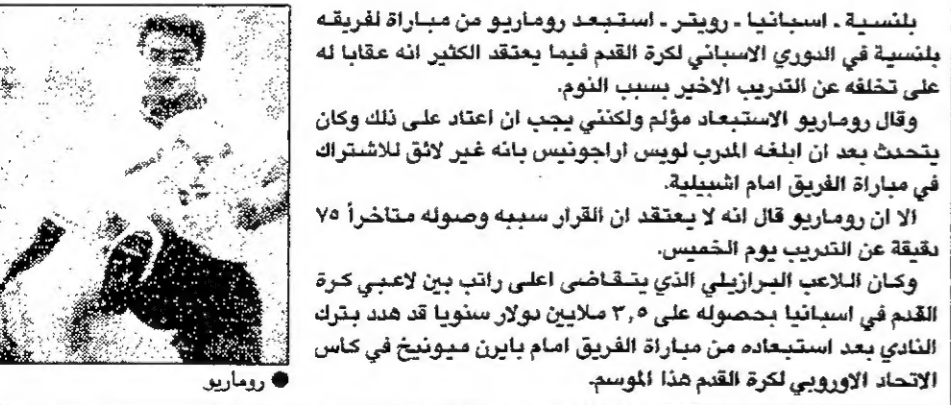 بلنسية ـ اسبانيا ـ رويتر ـ استبعد روماريو من مباراة لفريقه
بلنسية في الدوري الاسباني لكرة القدم فيما يعتقد الكثير انه عقابا له
على تخلفه عن التدريب الاخير بسبب النوم.
وقال روماريو الاستبعاد مؤلم ولكنني يجب ان اعتاد على ذلك وكان
يتحدث بعد ان ابلغه المدرب لويس اراجونيس بانه غير لائق للاشتراك
في مباراة الفريق امام اشبيلية.
الا ان روماريو قال انه لا يعتقد ان القرار سببه وصوله متاخرأ ٧٥
دقيقة عن التدريب يوم الخميس.
وكان اللاعب البرازيلي الذي يتقاضى اعلى راتب بين لاعبي كرة
القدم في اسبانيا بحصوله على ٣,٥ ملايين دولار سنويا قد هدد بترك
النادي بعد استبعاده من مباراة الفريق امام بايرن ميونيخ في كاس
الاتحاد الاوروبي لكرة القدم هذا الموسم.
● روماريو